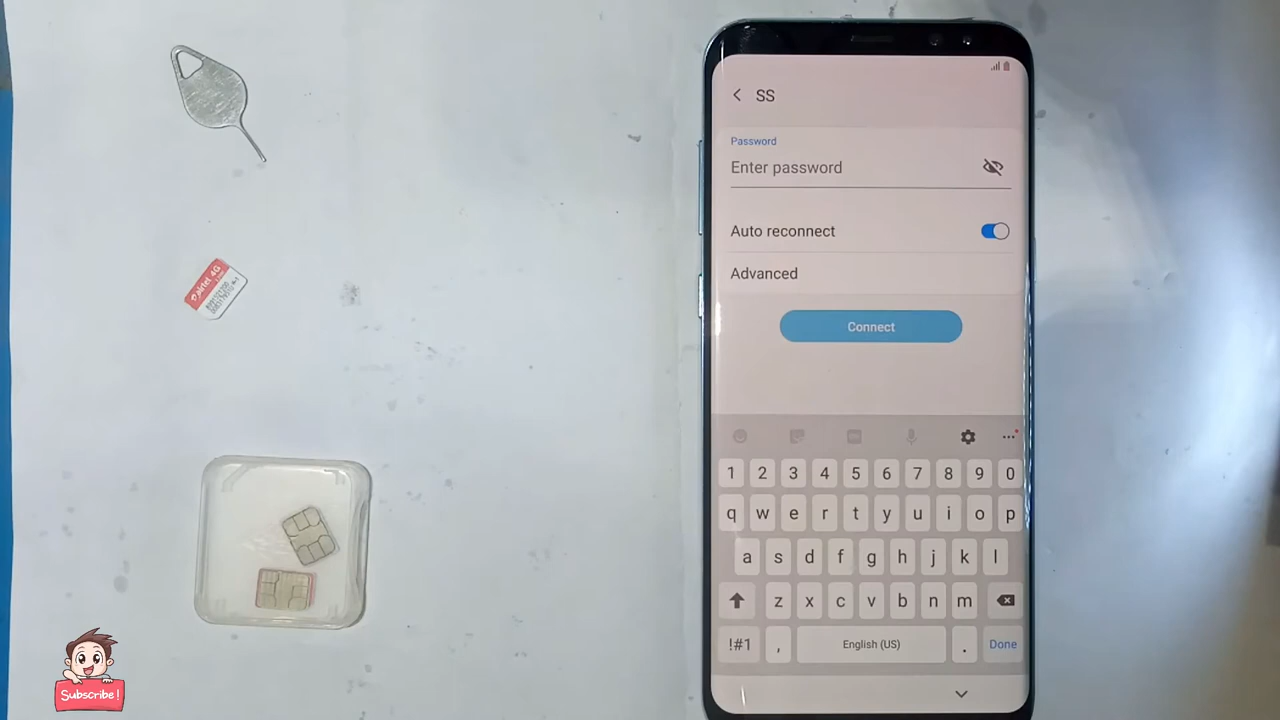 SS
Password
Enter password
Auto reconnect
Advanced
Connect
1 2 3 4 5 6 7 8 9 0
q w e r t y u i o p
a s d f g h j k l
z x c v b n m
!#1 , English (US) . Done
airtel 4G
Subscribe !